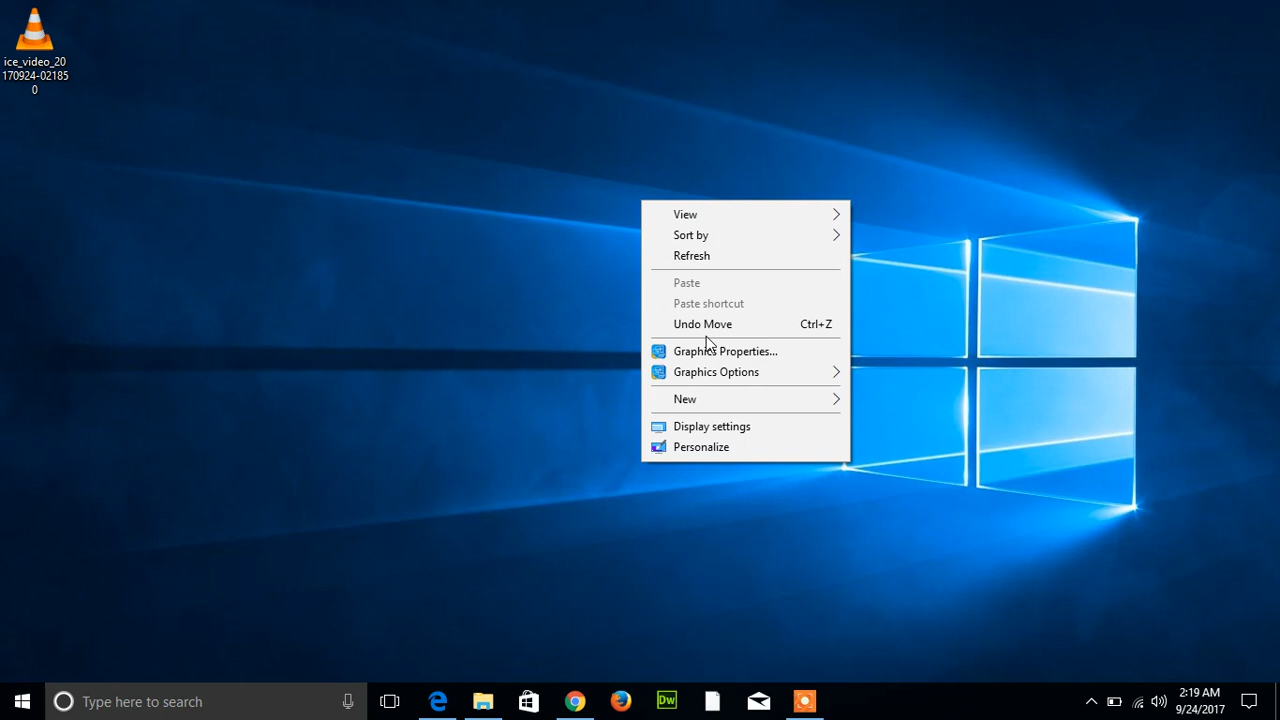 ice_video_20
170924-02185
0
View
Sort by
Refresh
Paste
Paste shortcut
Undo Move Ctrl+Z
Graphics Properties...
Graphics Options
New
Display settings
Personalize
Type here to search
Dw
2:19 AM
9/24/2017